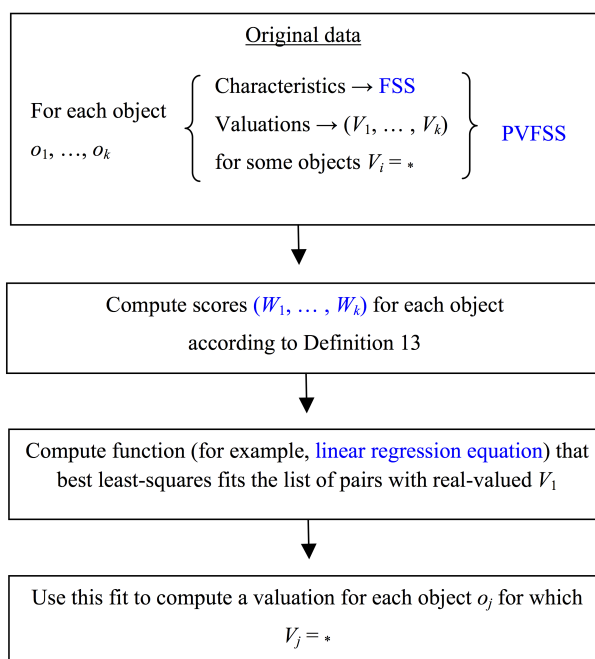 Original data
For each object
o1, …, ok
Characteristics → FSS
Valuations → (V1, … , Vk)
for some objects Vi = *
PVFSS
Compute scores (W1, … , Wk) for each object
according to Definition 13
Compute function (for example, linear regression equation) that
best least-squares fits the list of pairs with real-valued V1
Use this fit to compute a valuation for each object oj for which
Vj = *